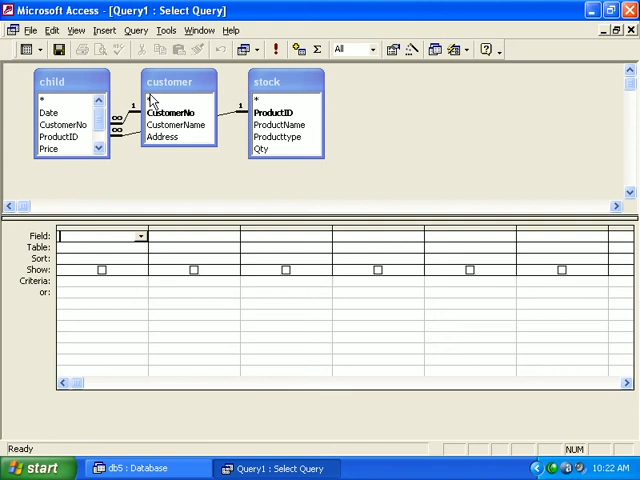 Microsoft Access - [Query1 : Select Query]
File Edit View Insert Query Tools Window Help
All
child
*
Date
CustomerNo
ProductID
Price
customer
*
CustomerNo
CustomerName
Address
stock
*
ProductID
ProductName
Producttype
Qty
∞ 1
∞
1
Field:
Table:
Sort:
Show:
Criteria:
or:
Ready
NUM
start
db5 : Database
Query1 : Select Query
10:22 AM